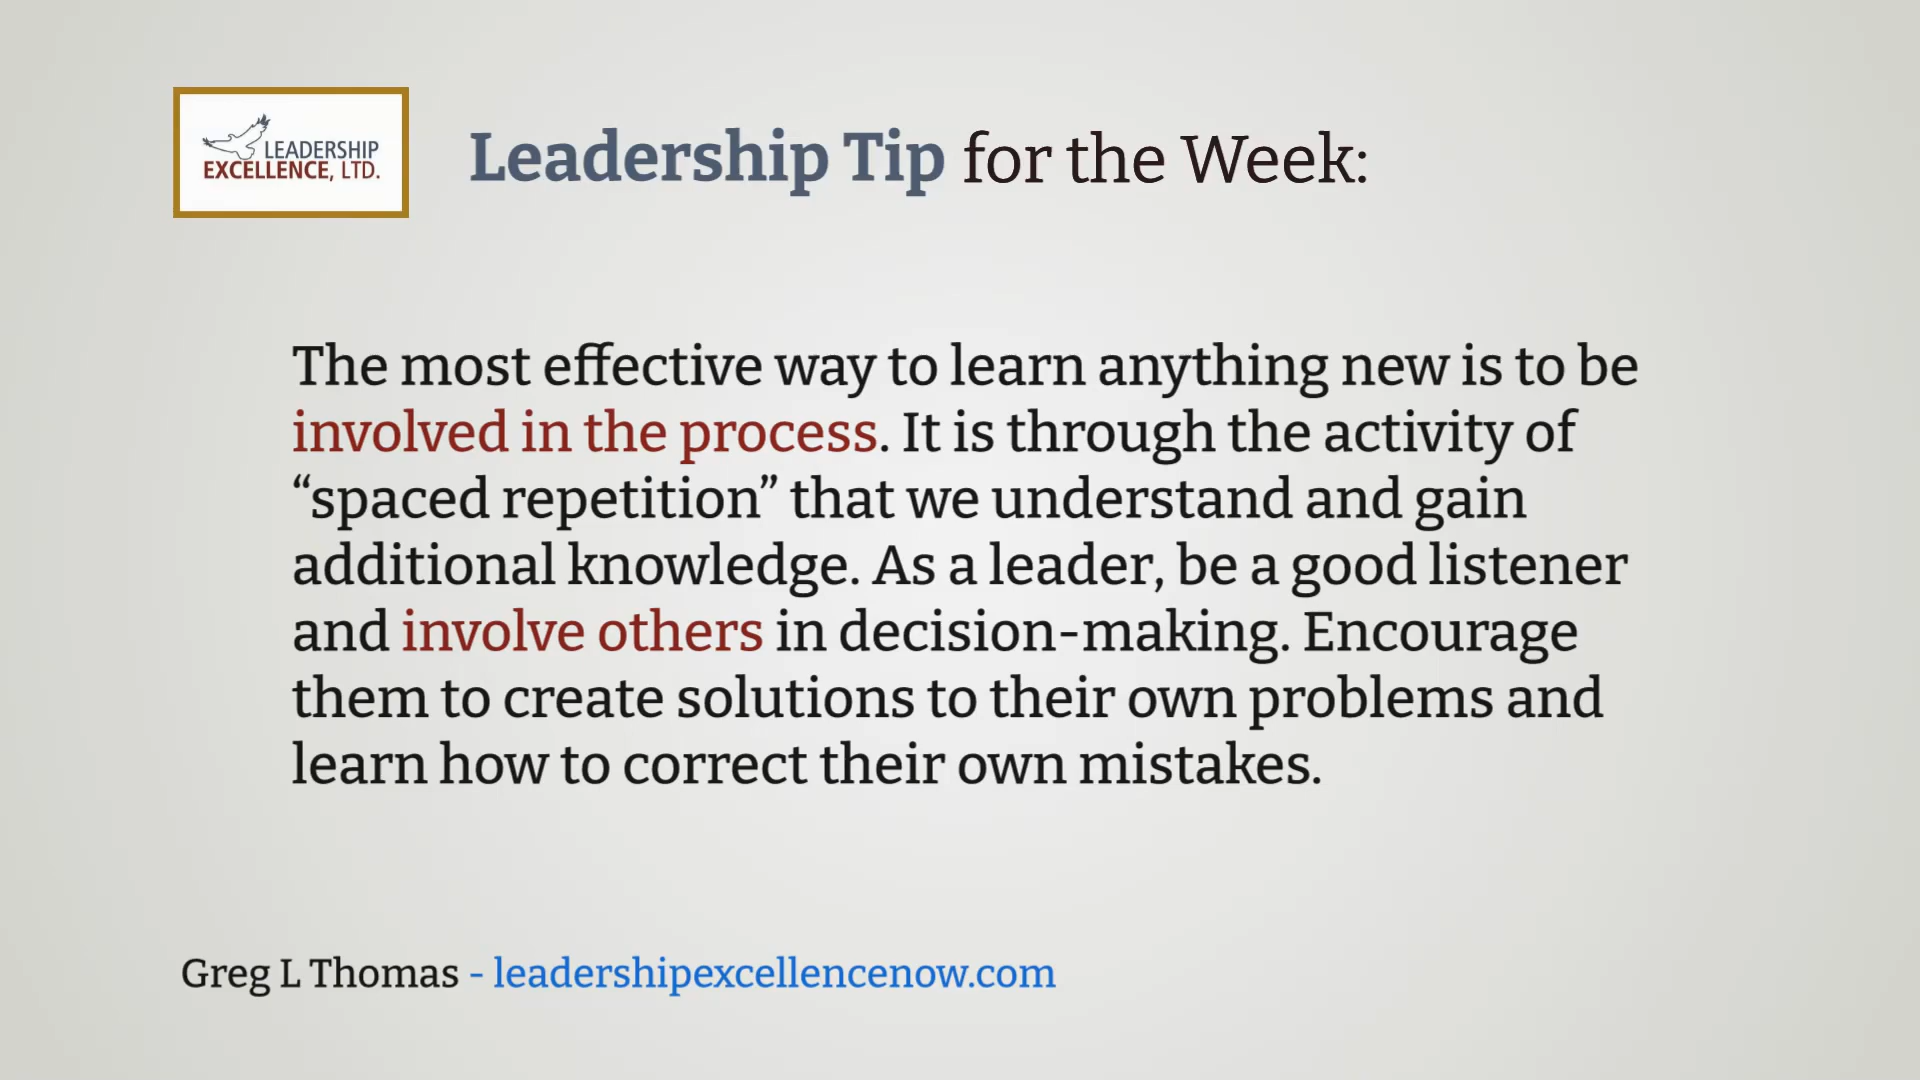 LEADERSHIP
EXCELLENCE, LTD.
Leadership Tip for the Week:
The most effective way to learn anything new is to be
involved in the process. It is through the activity of
“spaced repetition” that we understand and gain
additional knowledge. As a leader, be a good listener
and involve others in decision-making. Encourage
them to create solutions to their own problems and
learn how to correct their own mistakes.
Greg L Thomas - leadershipexcellencenow.com